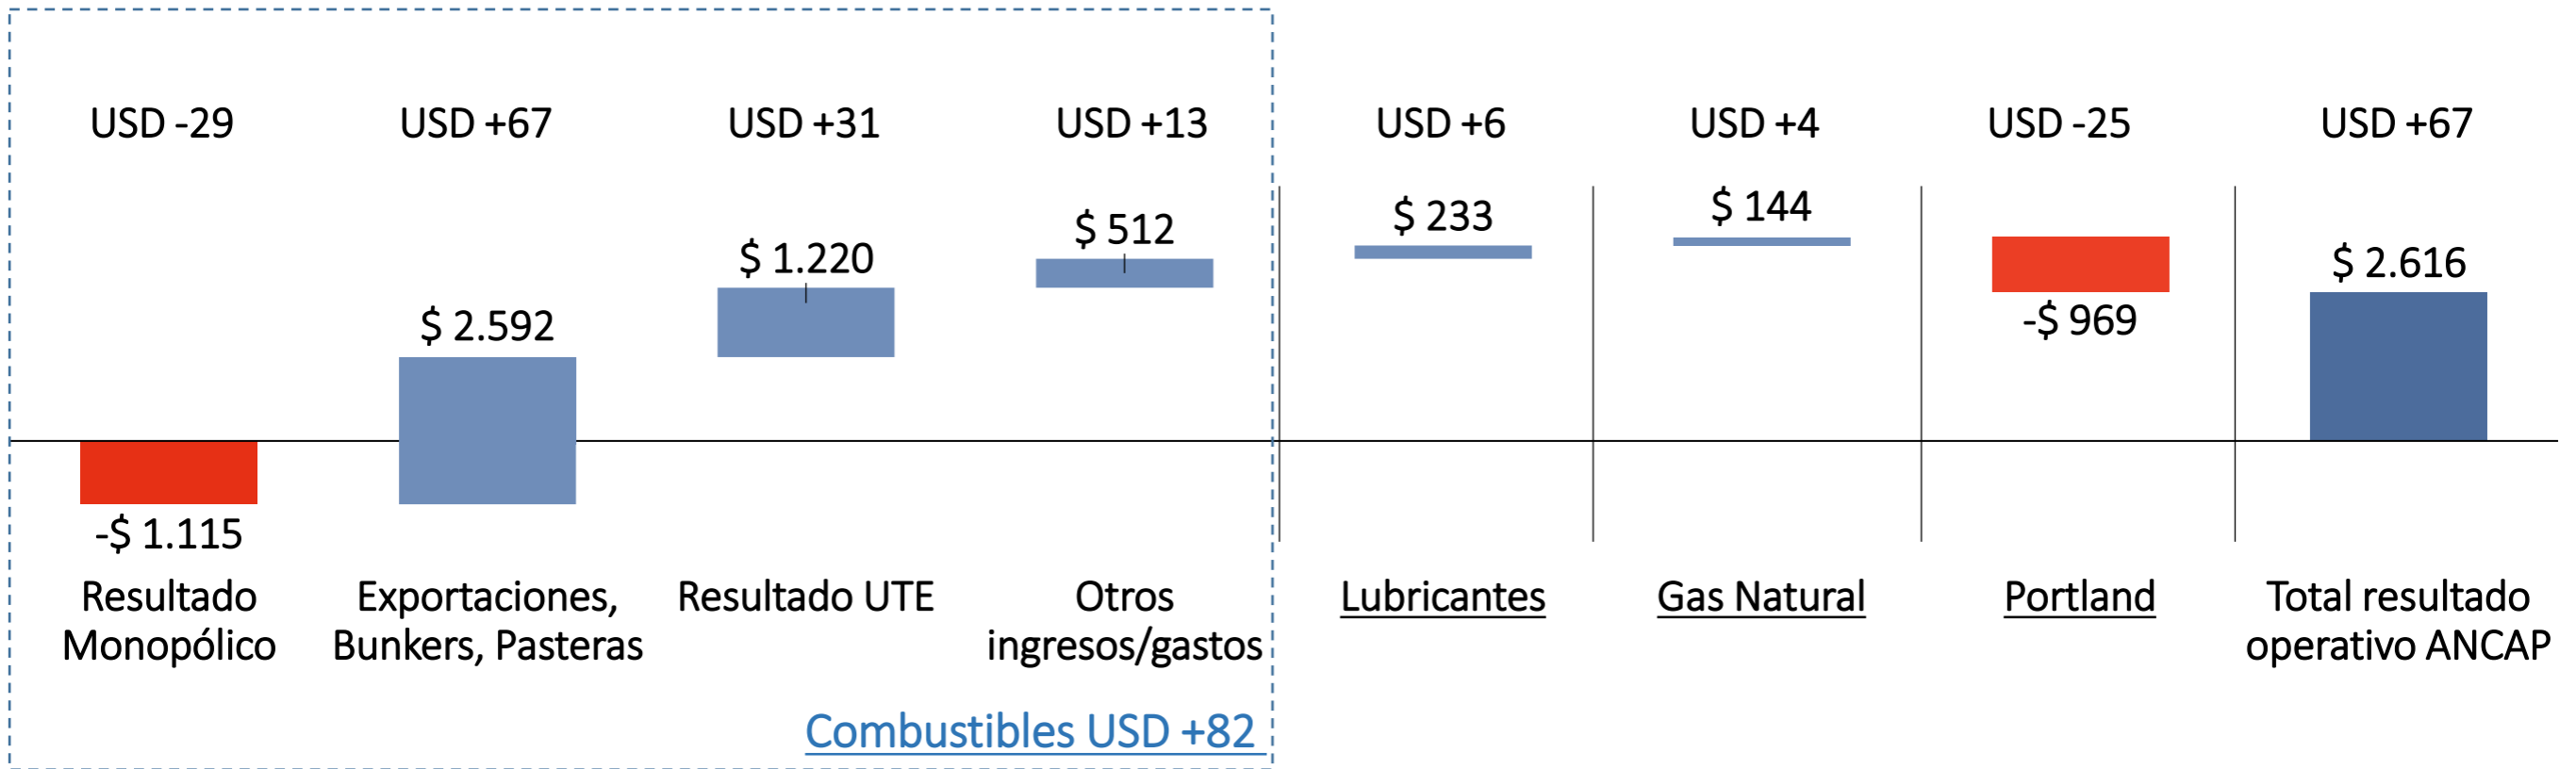 USD -29
USD +67
USD +31
USD +13
USD +6
USD +4
USD -25
USD +67
-$ 1.115
$ 2.592
$ 1.220
$ 512
$ 233
$ 144
-$ 969
$ 2.616
Resultado
Monopólico
Exportaciones,
Bunkers, Pasteras
Resultado UTE
Otros
ingresos/gastos
Lubricantes
Gas Natural
Portland
Total resultado
operativo ANCAP
Combustibles USD +82